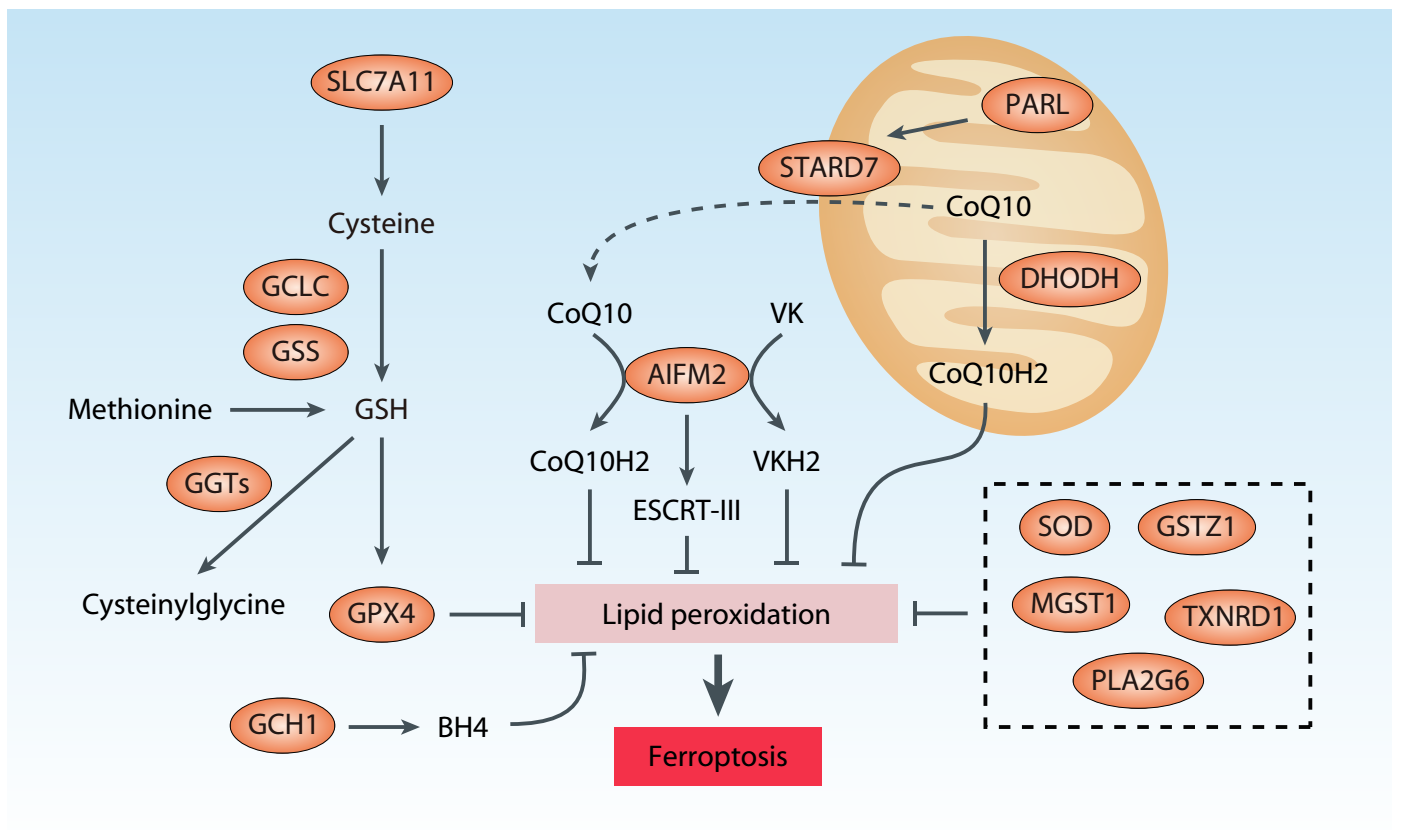 SLC7A11
PARL
STARD7
Cysteine
CoQ10
GCLC
DHODH
CoQ10
VK
GSS
AIFM2
CoQ10H2
Methionine
GSH
CoQ10H2
VKH2
GGTs
ESCRT-III
SOD
GSTZ1
Cysteinylglycine
GPX4
Lipid peroxidation
MGST1
TXNRD1
PLA2G6
GCH1
BH4
Ferroptosis